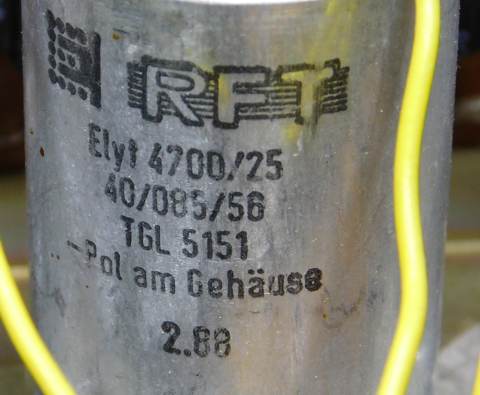 RFT
Elyt 4700/25
40/085/56
TGL 5151
- Pol am Gehäuse
2.88